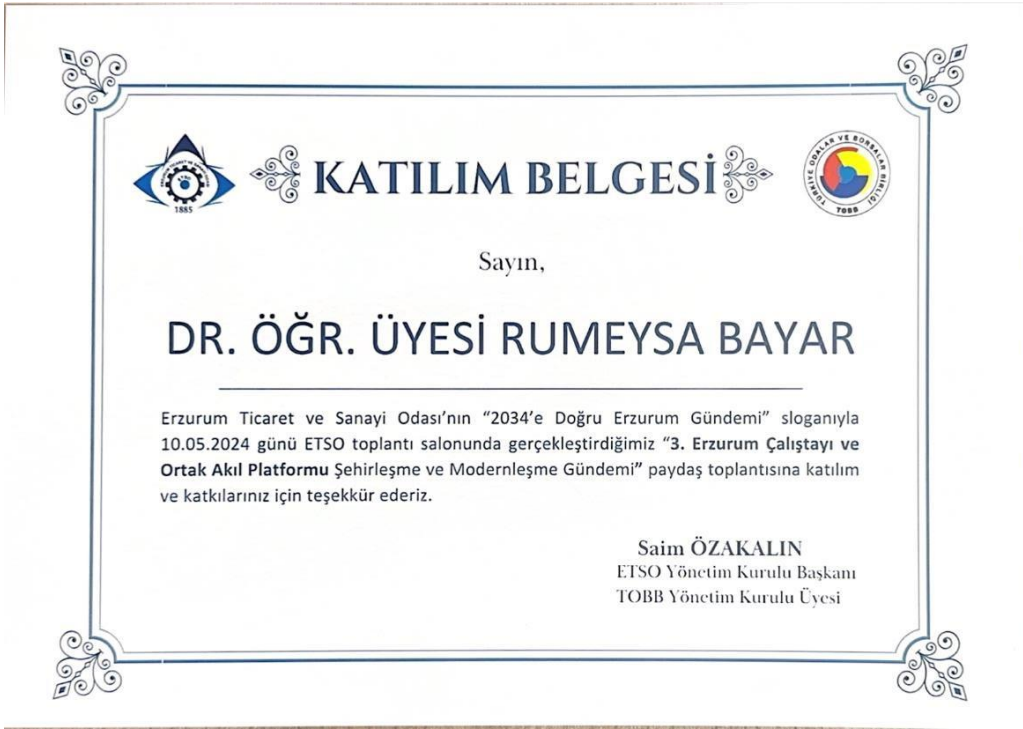 KATILIM BELGESİ
1885
TÜRKİYE ODALAR VE BORSALAR BİRLİĞİ
TOBB
Sayın,
DR. ÖĞR. ÜYESİ RUMEYSA BAYAR
Erzurum Ticaret ve Sanayi Odası'nın “2034'e Doğru Erzurum Gündemi” sloganıyla
10.05.2024 günü ETSO toplantı salonunda gerçekleştirdiğimiz “3. Erzurum Çalıştayı ve
Ortak Akıl Platformu Şehirleşme ve Modernleşme Gündemi” paydaş toplantısına katılım
ve katkılarınız için teşekkür ederiz.
Saim ÖZAKALIN
ETSO Yönetim Kurulu Başkanı
TOBB Yönetim Kurulu Üyesi